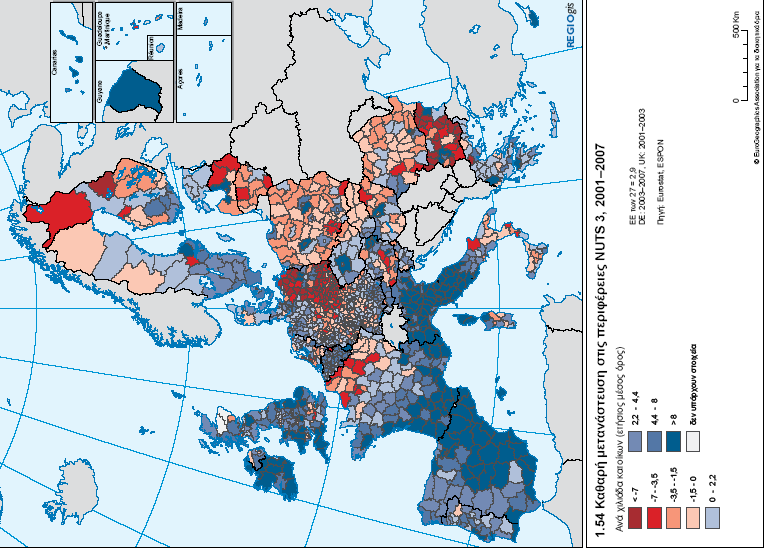 Canarias
Guyane
Guadeloupe
Martinique
Réunion
Açores
Madeira
REGIOgis
1.54 Καθαρή μετανάστευση στις περιφέρειες NUTS 3, 2001–2007
Ανά χιλιάδα κατοίκων (ετήσιος μέσος όρος)
< -7
-7 - -3,5
-3,5 - -1,5
-1,5 - 0
0 - 2,2
2,2 - 4,4
4,4 - 8
>8
δεν υπάρχουν στοιχεία
ΕΕ των 27 = 2,9
DE: 2003–2007, UK: 2001–2003
Πηγή: Eurostat, ESPON
0 500 Km
© EuroGeographics Association για τα διοικητικά όρια